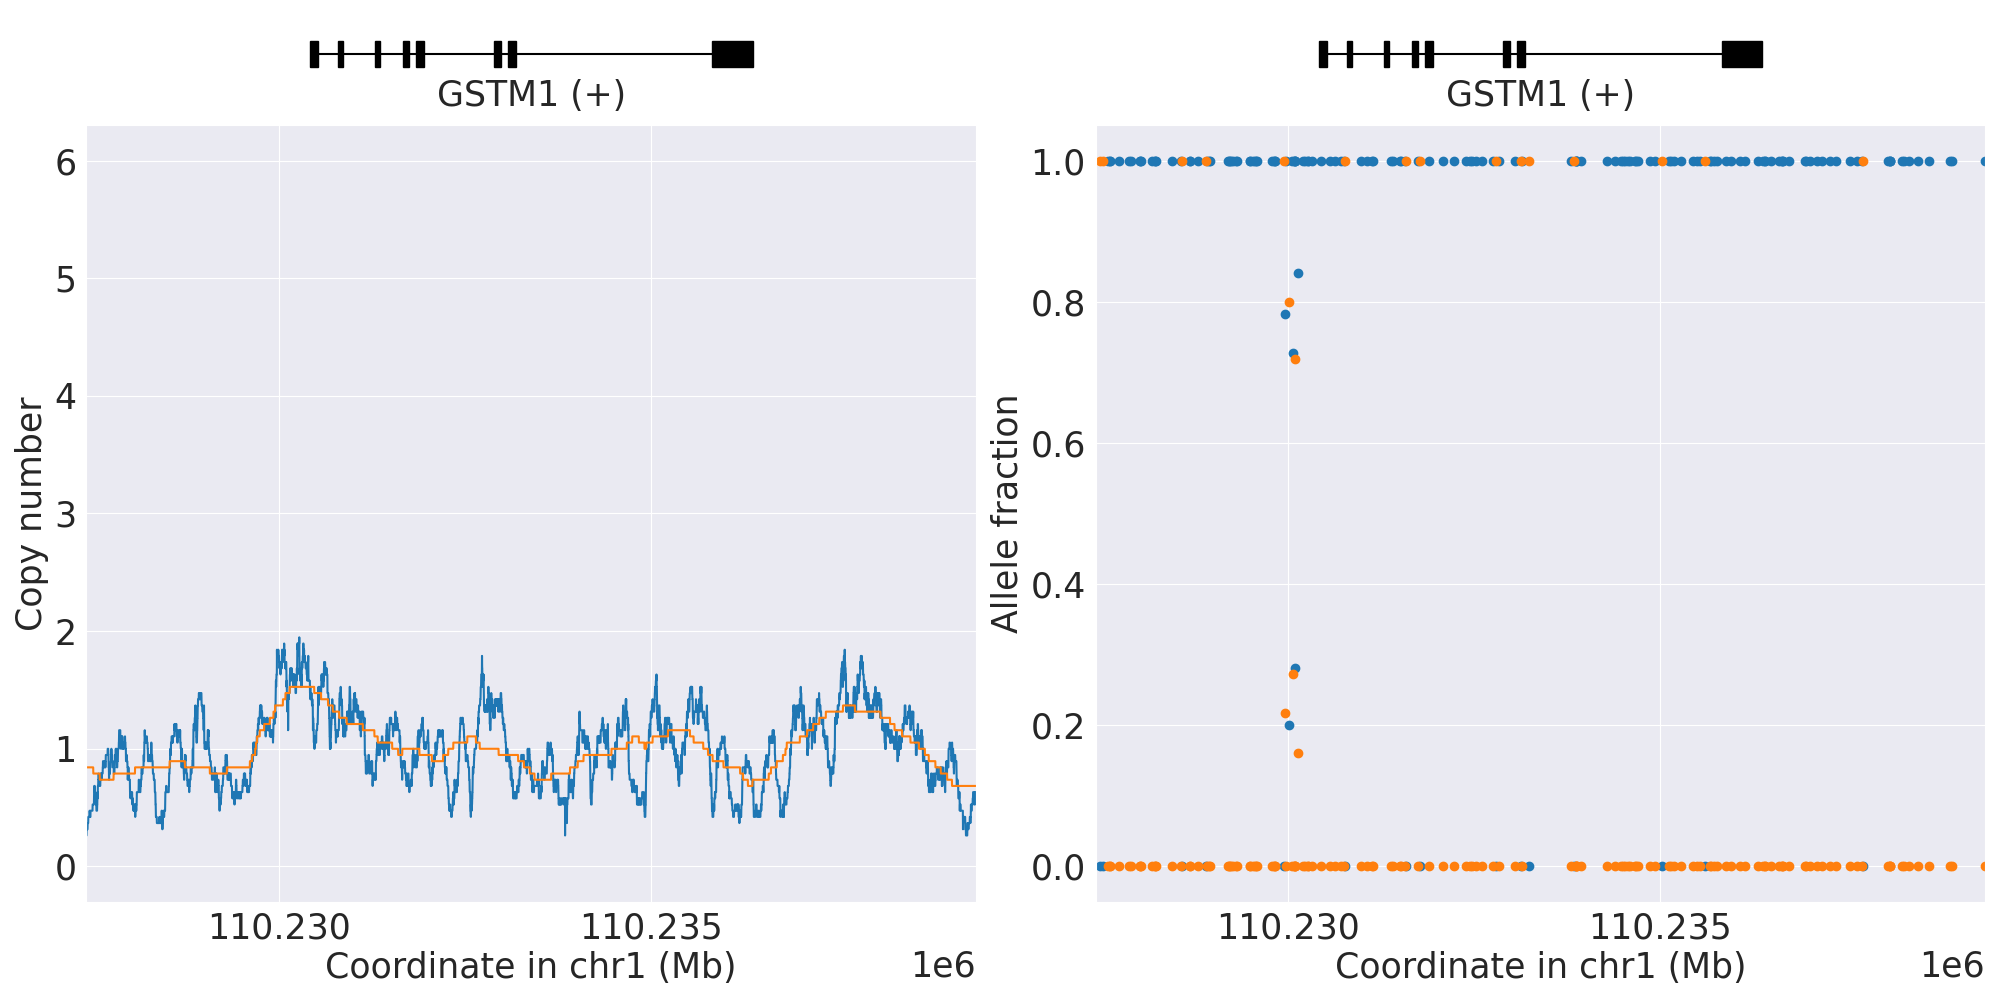 GSTM1 (+)
GSTM1 (+)
Copy number
6
5
4
3
2
1
0
110.230
110.235
Coordinate in chr1 (Mb)
1e6
Allele fraction
1.0
0.8
0.6
0.4
0.2
0.0
110.230
110.235
Coordinate in chr1 (Mb)
1e6